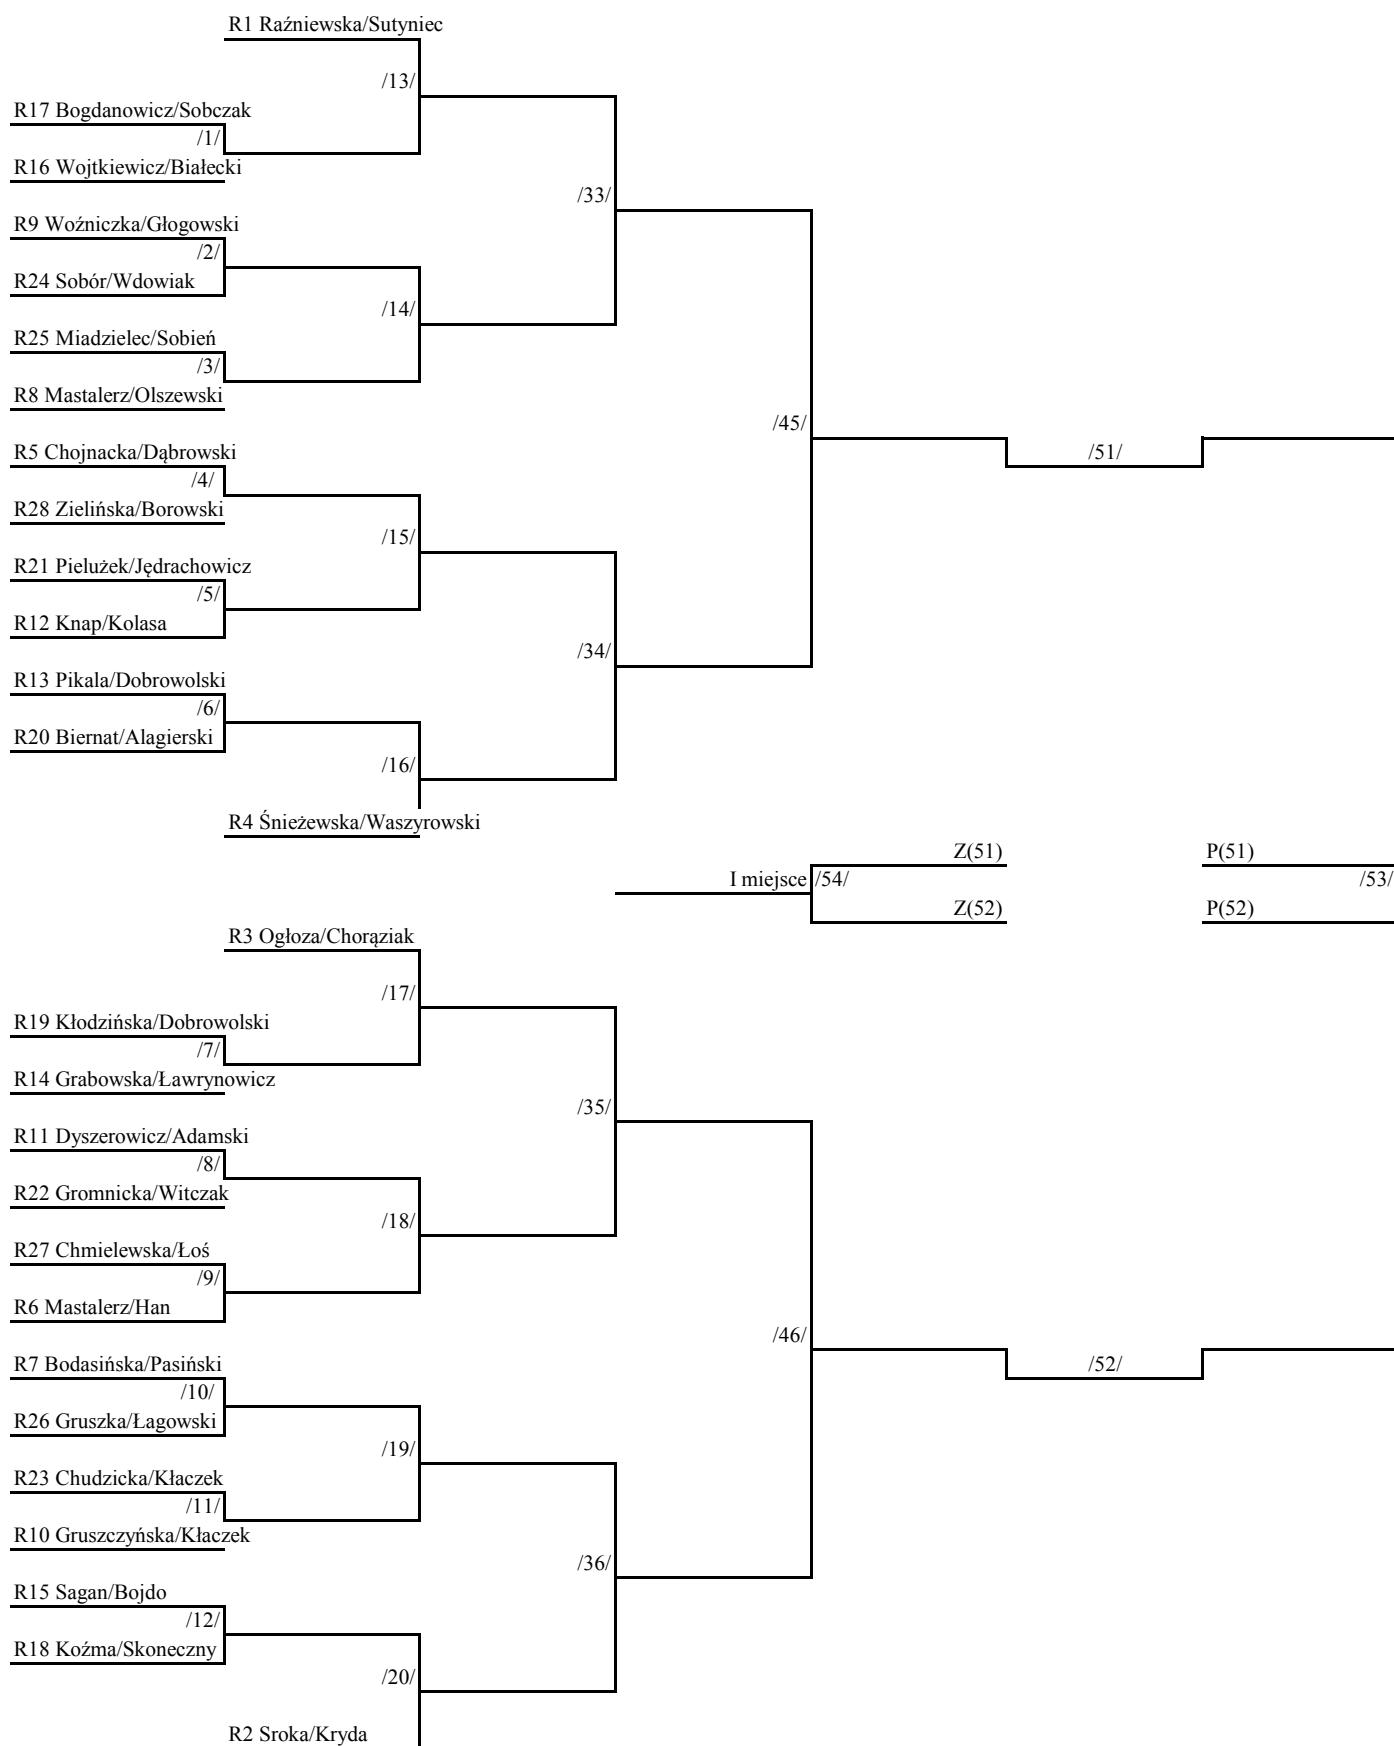 R1 Raźniewska/Sutyniec
/13/
R17 Bogdanowicz/Sobczak
/1/
R16 Wojtkiewicz/Białecki
/33/
R9 Woźniczka/Głogowski
/2/
R24 Sobór/Wdowiak
/14/
R25 Miadzielec/Sobień
/3/
R8 Mastalerz/Olszewski
/45/
R5 Chojnacka/Dąbrowski
/51/
/4/
R28 Zielińska/Borowski
/15/
R21 Pielużek/Jędrachowicz
/5/
R12 Knap/Kolasa
/34/
R13 Pikala/Dobrowolski
/6/
R20 Biernat/Alagierski
/16/
R4 Śnieżewska/Waszyrowski
Z(51) P(51)
I miejsce /54/ /53/
Z(52) P(52)
R3 Ogłoza/Chorąziak
/17/
R19 Kłodzińska/Dobrowolski
/7/
R14 Grabowska/Ławrynowicz
/35/
R11 Dyszerowicz/Adamski
/8/
R22 Gromnicka/Witczak
/18/
R27 Chmielewska/Łoś
/9/
R6 Mastalerz/Han
/46/
R7 Bodasińska/Pasiński
/52/
/10/
R26 Gruszka/Łagowski
/19/
R23 Chudzicka/Kłaczek
/11/
R10 Gruszczyńska/Kłaczek
/36/
R15 Sagan/Bojdo
/12/
R18 Koźma/Skoneczny
/20/
R2 Sroka/Kryda